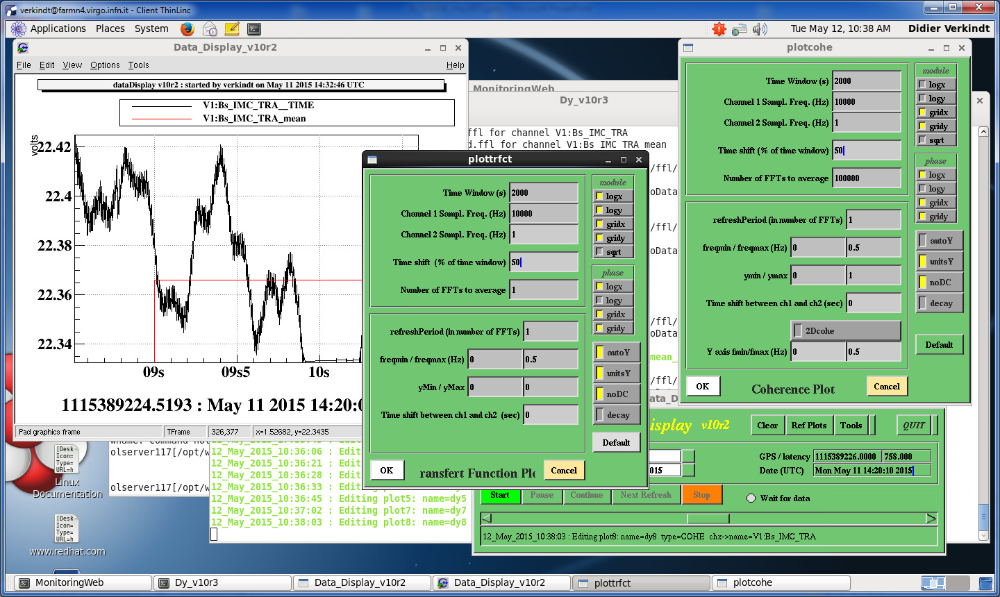 verkindt@farmn4.virgo.infn.it - Client ThinLinc
Applications Places System
Tue May 12, 10:38 AM Didier Verkindt
Data_Display_v10r2
File Edit View Options Tools Help
dataDisplay v10r2 : started by verkindt on May 11 2015 14:32:46 UTC
V1:Bs_IMC_TRA__TIME
V1:Bs_IMC_TRA_mean
volts
22.42
22.4
22.38
22.36
22.34
09s 09s5 10s
1115389224.5193 : May 11 2015 14:20:0
Pad graphics frame TFrame 326,377 x=1.52682, y=22.3435
MonitoringWeb
Dy_v10r3
.ffl for channel V1:Bs_IMC_TRA
d.ffl for channel V1:Bs_IMC_TRA_mean
/ffl/
oData
/ffl/
oData
/ffl/
oData
mean_
/ffl/
plottrfct
Time Window (s) 2000
Channel 1 Sampl. Freq. (Hz) 10000
Channel 2 Sampl. Freq. (Hz) 1
Time shift (% of time window) 50
Number of FFTs to average 1
refreshPeriod (in number of FFTs) 1
freqmin / freqmax (Hz) 0 0.5
yMin / yMax 0 0
Time shift between ch1 and ch2 (sec) 0
module
logx
logy
gridx
gridy
sqrt
phase
logx
logy
gridx
gridy
autoY
unitsY
noDC
decay
Default
OK ransfert Function Plo Cancel
plotcohe
Time Window (s) 2000
Channel 1 Sampl. Freq. (Hz) 10000
Channel 2 Sampl. Freq. (Hz) 1
Time shift (% of time window) 50
Number of FFTs to average 100000
refreshPeriod (in number of FFTs) 1
freqmin / freqmax (Hz) 0 0.5
ymin / ymax 0 1
Time shift between ch1 and ch2 (sec) 0
2Dcohe
Y axis fmin/fmax (Hz) 0 0.5
module
logx
logy
gridx
gridy
sqrt
phase
logx
logy
gridx
gridy
autoY
unitsY
noDC
decay
Default
OK Coherence Plot Cancel
ata_D
isplay v10r2 Clear Ref Plots Tools QUIT
GPS / latency 1115389226.0000 758.000
015 Date (UTC) Mon May 11 14:20:10 2015
Start Pause Continue Next Refresh Stop Wait for data
12_May_2015_10:38:03 : Editing plot8: name=dy8 type=COHE chx->name=V1:Bs_IMC_TRA
olserver117[/opt/w
olserver117[/opt/w
12_May_2015_10:36:06 : Edit
12_May_2015_10:36:21 : Edit
12_May_2015_10:36:28 : Edit
12_May_2015_10:36:33 : Edit
12_May_2015_10:36:45 : Editing plot5: name=dy5
12_May_2015_10:37:02 : Editing plot7: name=dy7
12_May_2015_10:38:03 : Editing plot8: name=dy8
[Desk
Icon=
Type=
URL=h
Linux
Documentation
[Desk
Icon=
Type=
URL=h
www.redhat.com
MonitoringWeb Dy_v10r3 Data_Display_v10r2 Data_Display_v10r2 plottrfct plotcohe